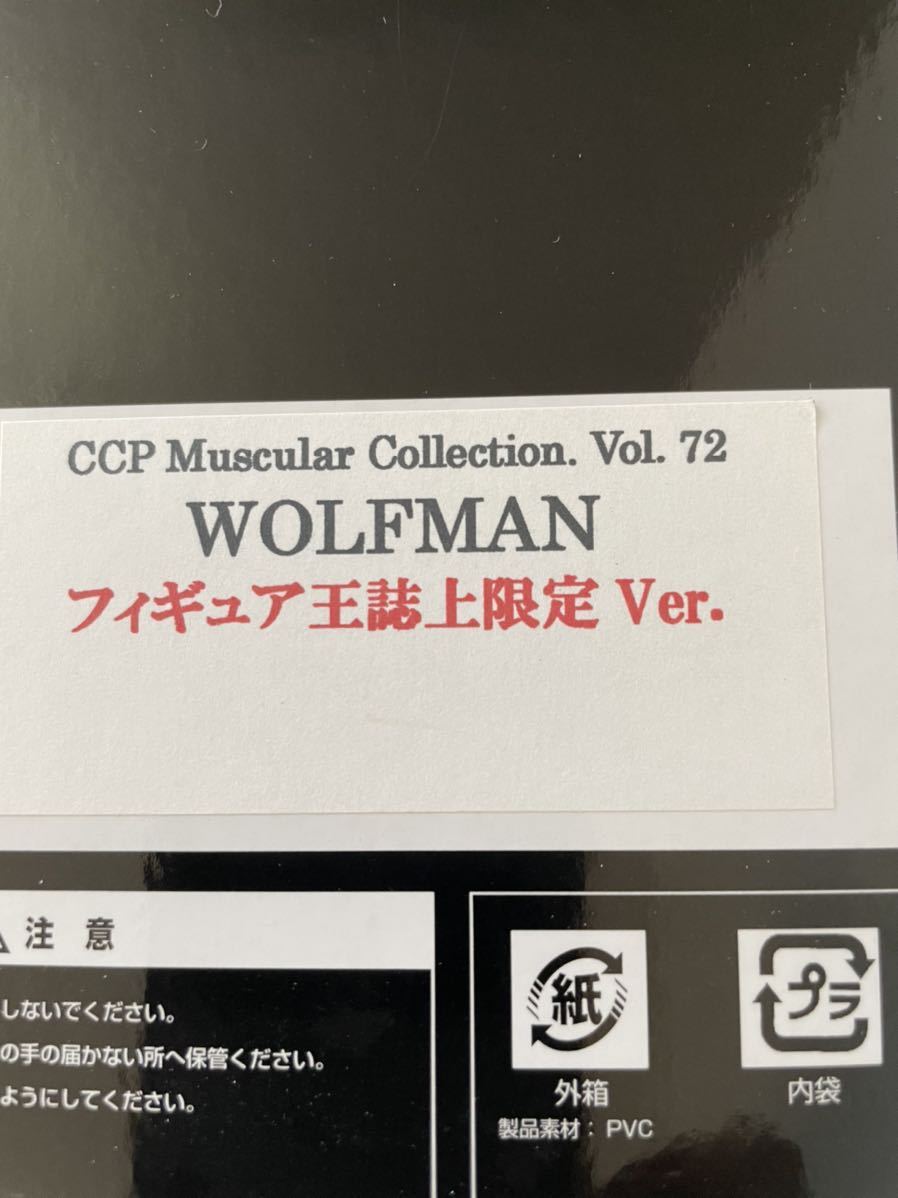 CCP Muscular Collection. Vol. 72
WOLFMAN
フィギュア王誌上限定 Ver.
注 意
しないでください。
の手の届かない所へ保管ください。
ようにしてください。
紙
外箱
プラ
内袋
製品素材：PVC